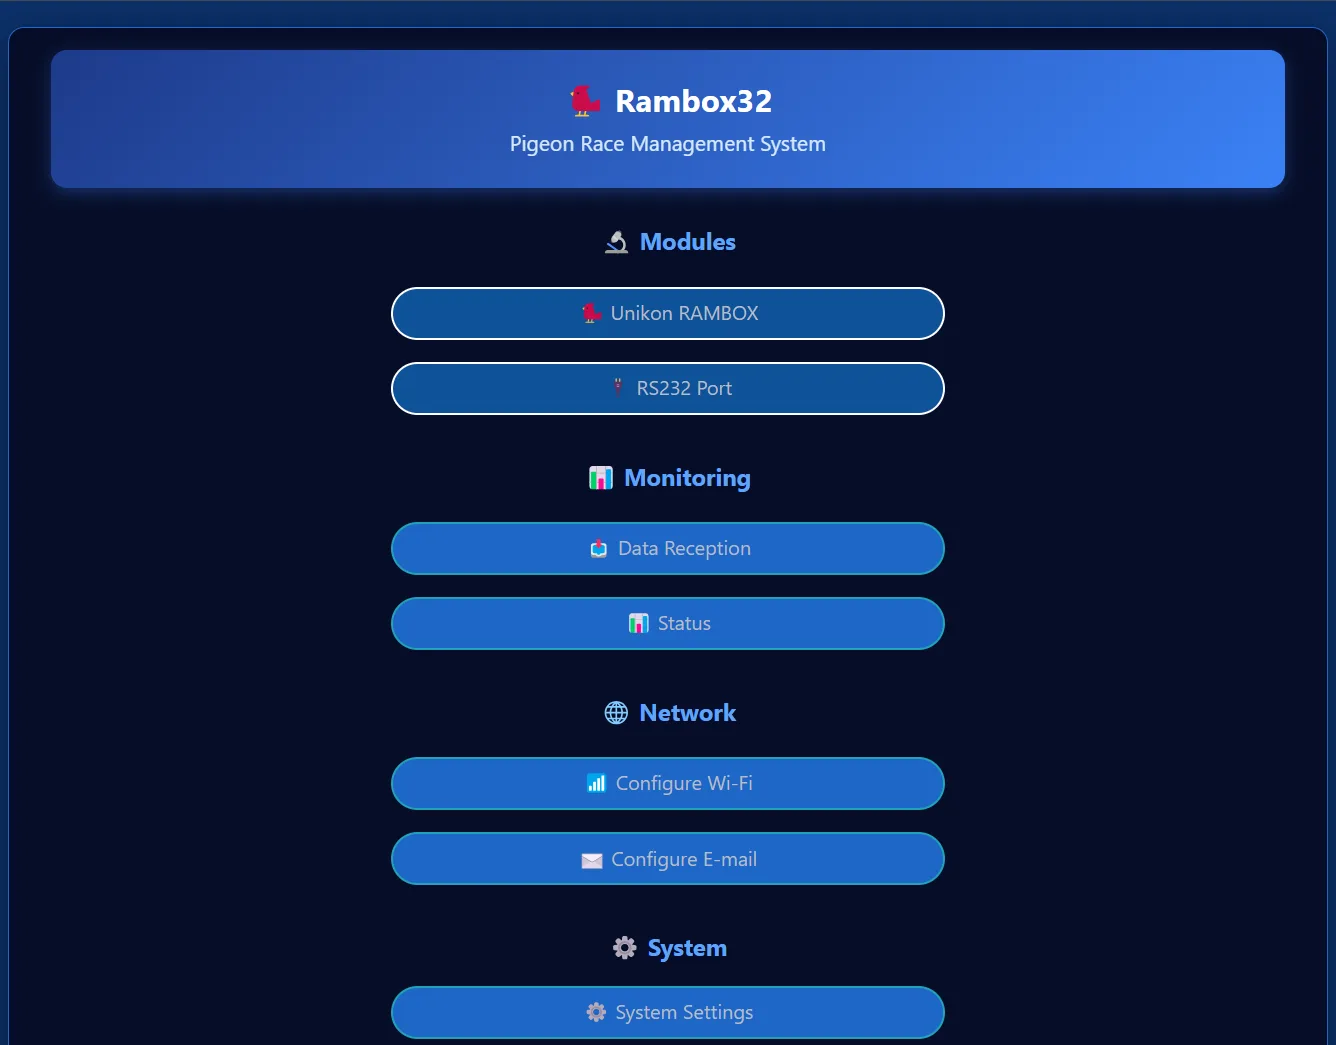 Rambox32
Pigeon Race Management System
Modules
Unikon RAMBOX
RS232 Port
Monitoring
Data Reception
Status
Network
Configure Wi-Fi
Configure E-mail
System
System Settings